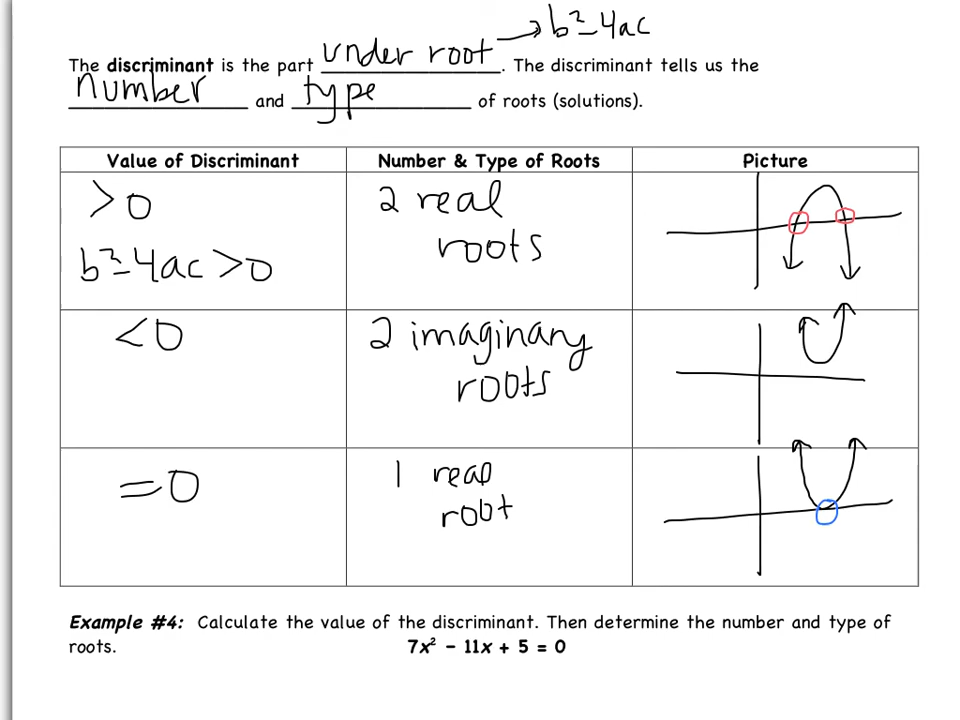 → b² - 4ac
The discriminant is the part under root. The discriminant tells us the
number and type of roots (solutions).
Value of Discriminant Number & Type of Roots Picture
>0 2 real
roots
b² - 4ac >0
<0 2 imaginary
roots
=0 1 real
root
Example #4: Calculate the value of the discriminant. Then determine the number and type of
roots. 7x² - 11x + 5 = 0